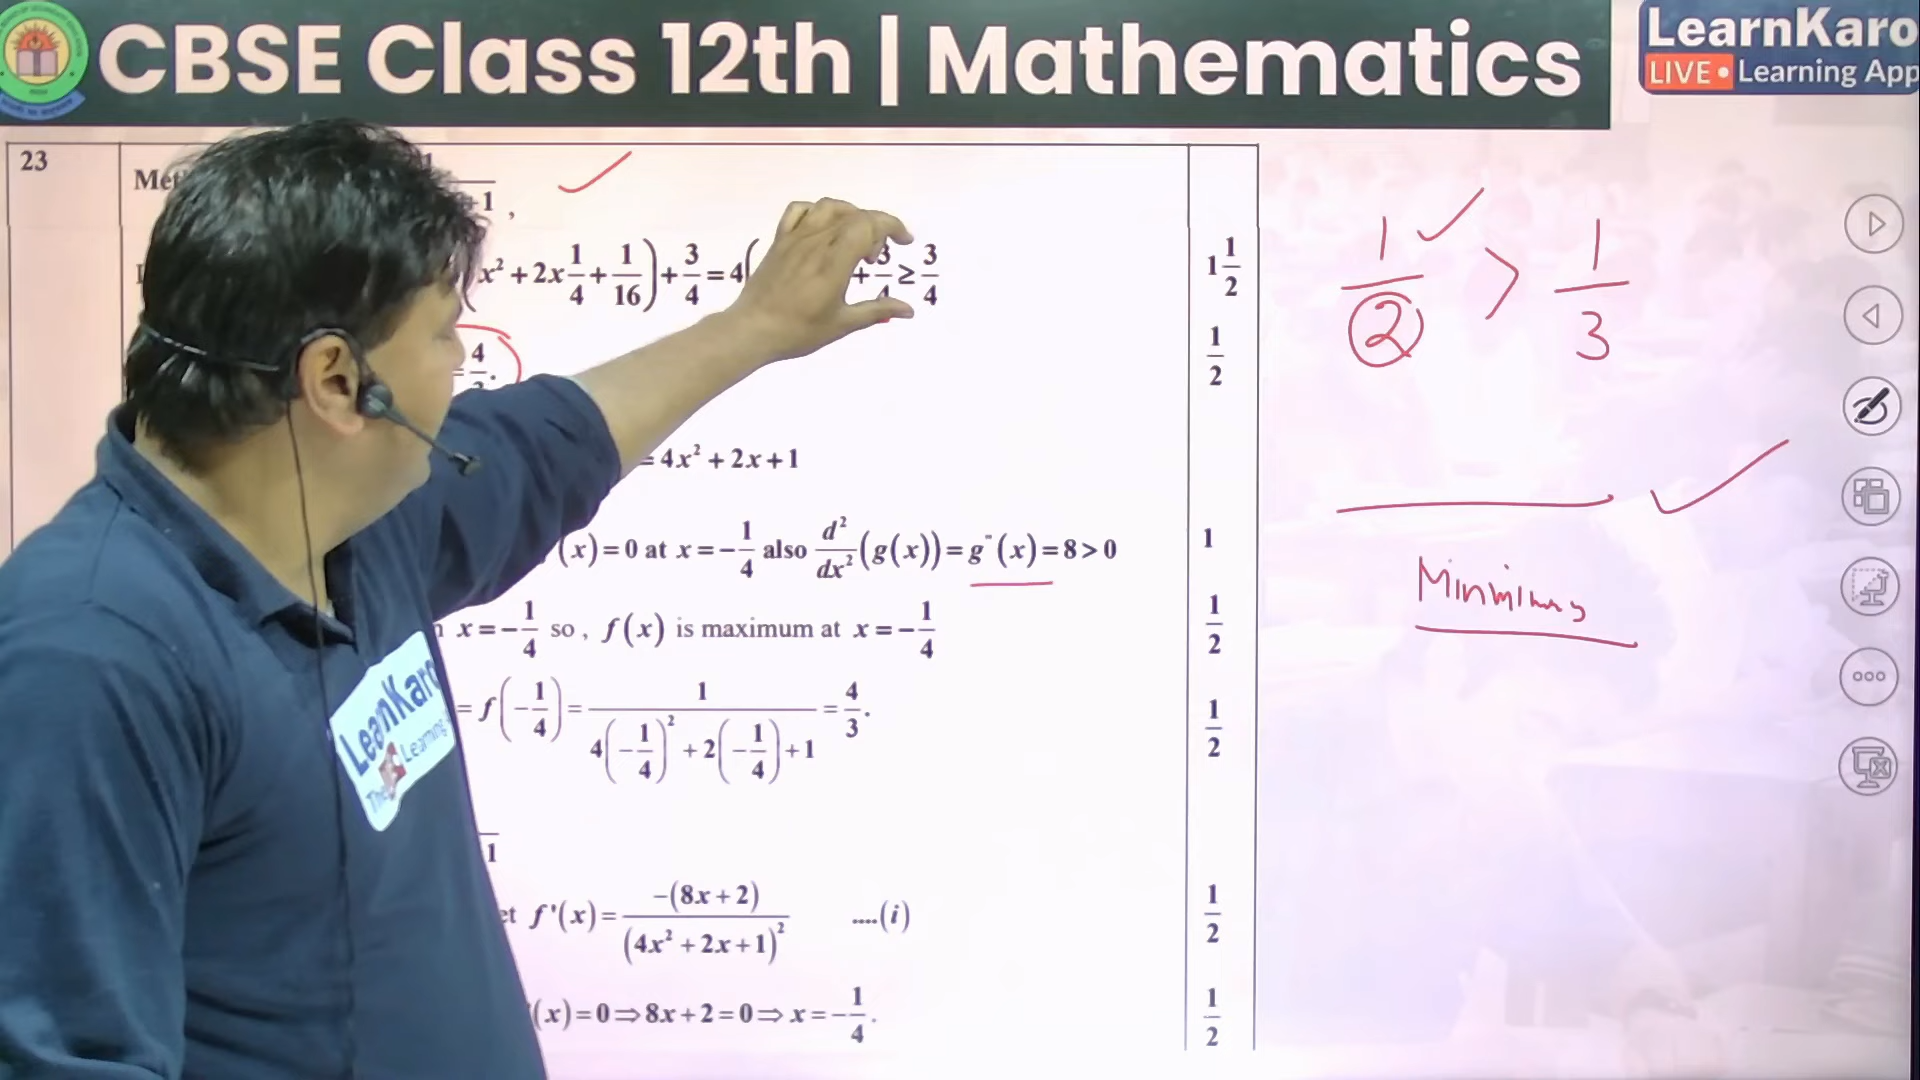 CBSE Class 12th | Mathematics
LearnKaro
LIVE • Learning App
23
+1 ,
(x² + 2x 1/4 + 1/16) + 3/4 = 4( + 3/4 ≥ 3/4
1 1/2
= 4/3.
1/2
= 4x² + 2x + 1
(x) = 0 at x = -1/4 also d²/dx² (g(x)) = g"(x) = 8 > 0
1
x = -1/4 so , f(x) is maximum at x = -1/4
1/2
= f(-1/4) = 1/(4(-1/4)² + 2(-1/4) + 1) = 4/3.
1/2
1
f'(x) = -(8x+2)/(4x² + 2x + 1)² ....(i)
1/2
(x) = 0 ⇒ 8x + 2 = 0 ⇒ x = -1/4.
1/2
1/2 > 1/3
LearnKaro
The Learning